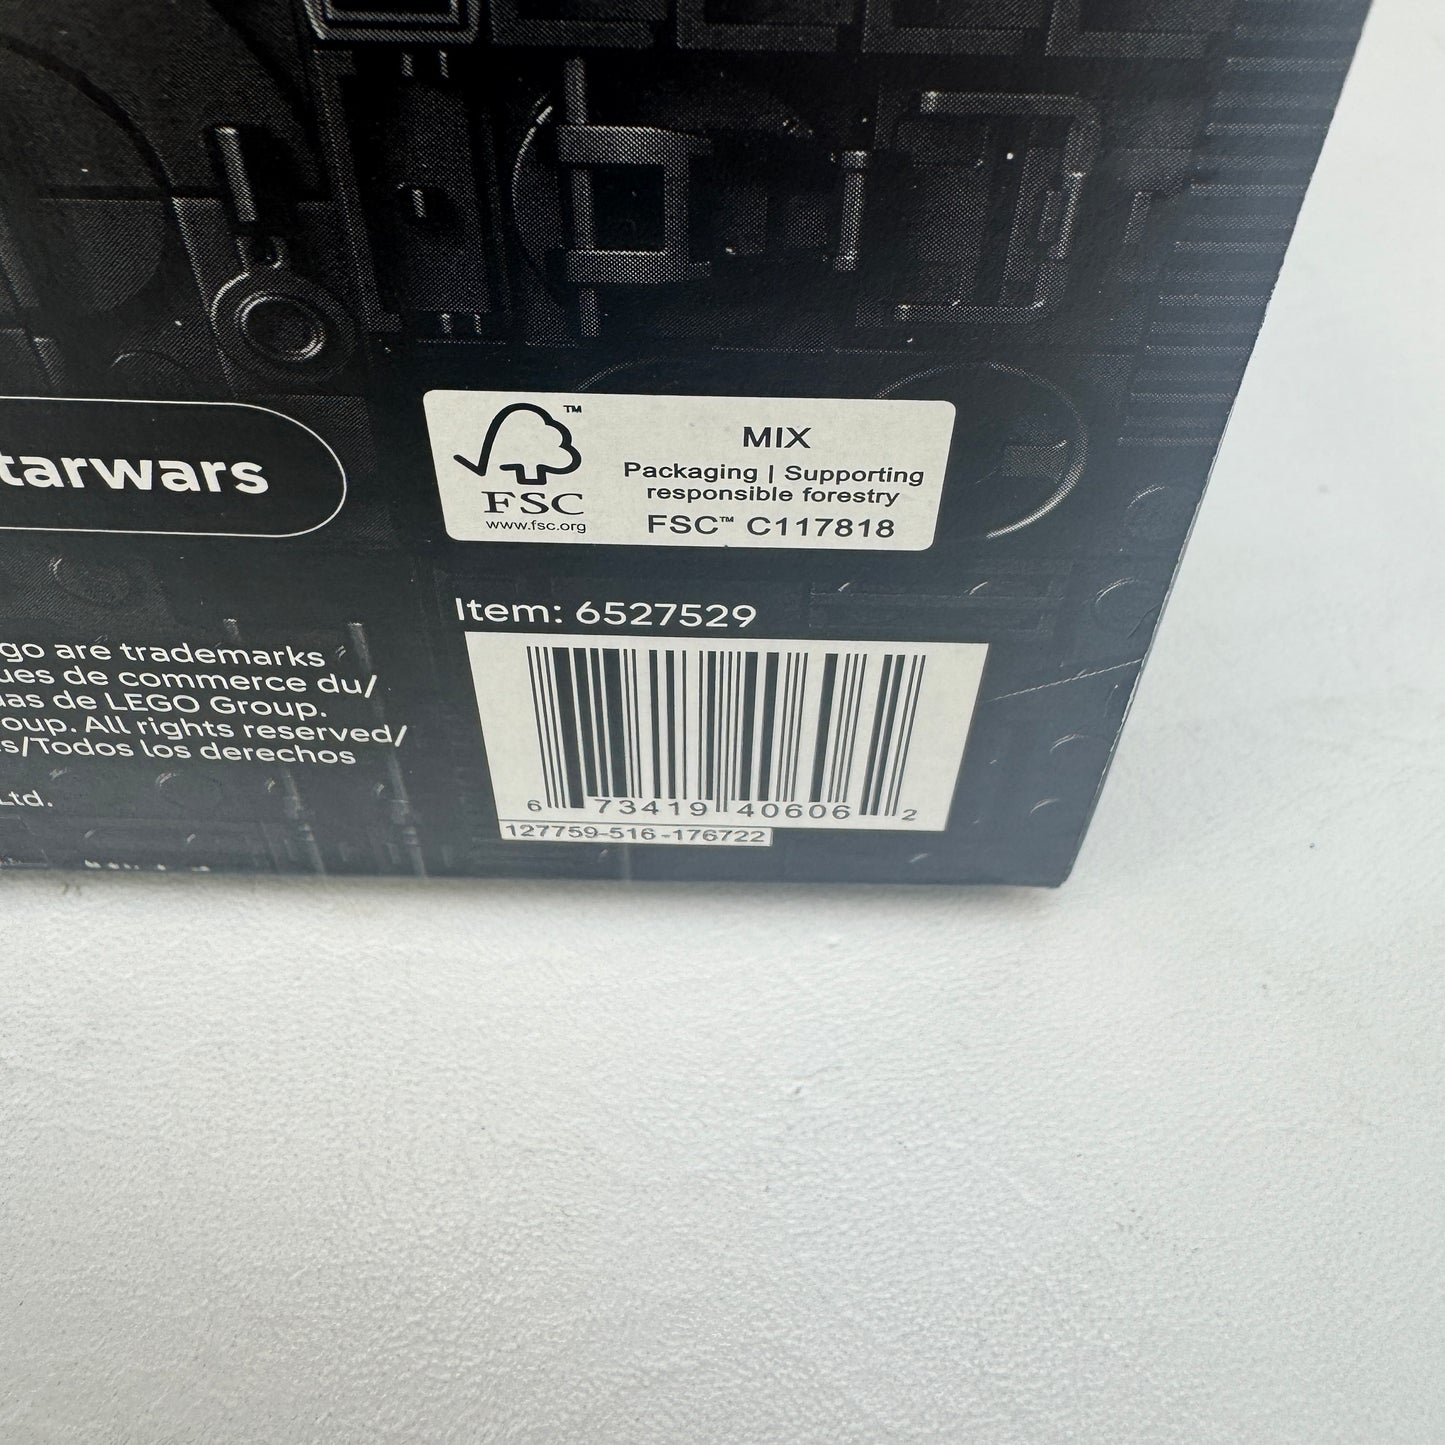 tarwars
TM
MIX
Packaging | Supporting
responsible forestry
FSC
www.fsc.org
FSC™ C117818
Item: 6527529
go are trademarks
ues de commerce du/
as de LEGO Group.
oup. All rights reserved/
s/Todos los derechos
Ltd.
6 73419 40606 2
127759-516-176722